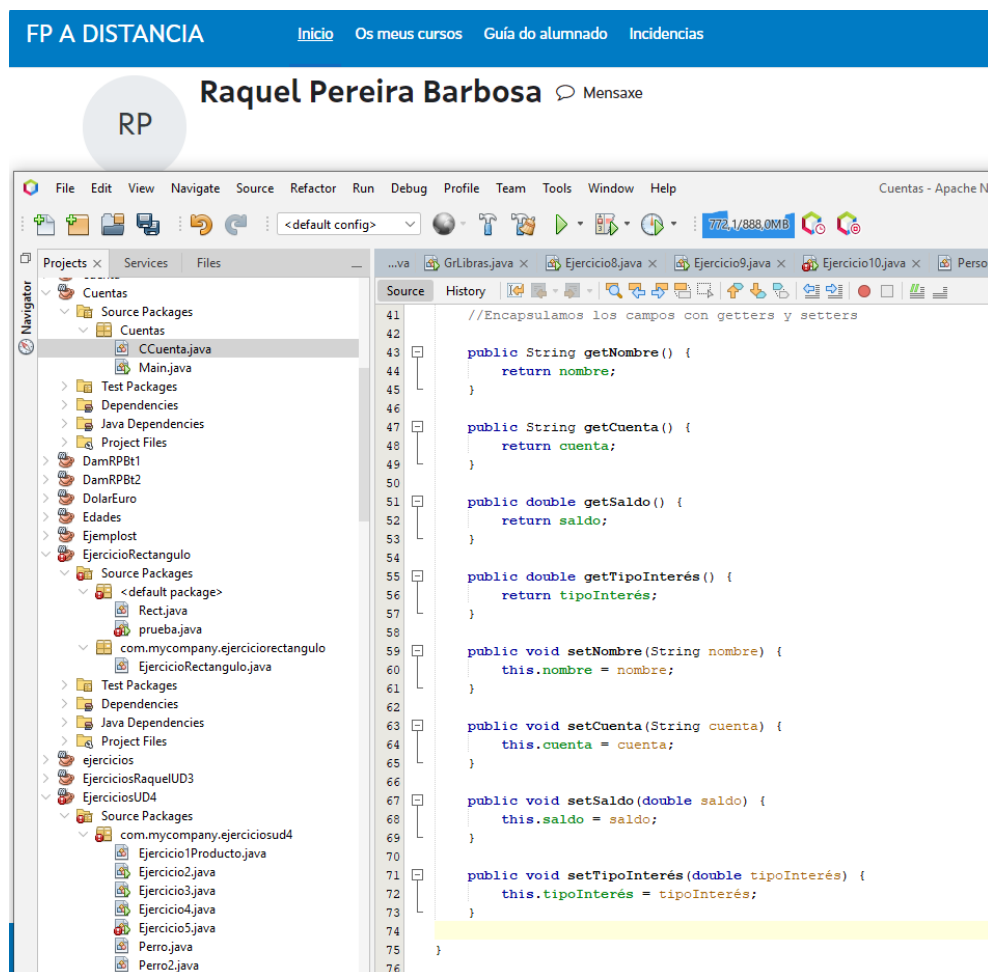 FP A DISTANCIA Inicio Os meus cursos Guía do alumnado Incidencias
Raquel Pereira Barbosa Mensaxe
RP
File Edit View Navigate Source Refactor Run Debug Profile Team Tools Window Help Cuentas - Apache N
<default config> 772,1/888,0MB
Projects Services Files
...va GrLibras.java Ejercicio8.java Ejercicio9.java Ejercicio10.java Perso
Navigator
Source History
Cuentas
Source Packages
Cuentas
CCuenta.java
Main.java
Test Packages
Dependencies
Java Dependencies
Project Files
DamRPBt1
DamRPBt2
DolarEuro
Edades
Ejemplost
EjercicioRectangulo
Source Packages
<default package>
Rect.java
prueba.java
com.mycompany.ejerciciorectangulo
EjercicioRectangulo.java
Test Packages
Dependencies
Java Dependencies
Project Files
ejercicios
EjerciciosRaquelUD3
EjerciciosUD4
Source Packages
com.mycompany.ejerciciosud4
Ejercicio1Producto.java
Ejercicio2.java
Ejercicio3.java
Ejercicio4.java
Ejercicio5.java
Perro.java
Perro2.java
41 //Encapsulamos los campos con getters y setters
42
43 public String getNombre() {
44 return nombre;
45 }
46
47 public String getCuenta() {
48 return cuenta;
49 }
50
51 public double getSaldo() {
52 return saldo;
53 }
54
55 public double getTipoInterés() {
56 return tipoInterés;
57 }
58
59 public void setNombre(String nombre) {
60 this.nombre = nombre;
61 }
62
63 public void setCuenta(String cuenta) {
64 this.cuenta = cuenta;
65 }
66
67 public void setSaldo(double saldo) {
68 this.saldo = saldo;
69 }
70
71 public void setTipoInterés(double tipoInterés) {
72 this.tipoInterés = tipoInterés;
73 }
74
75 }
76